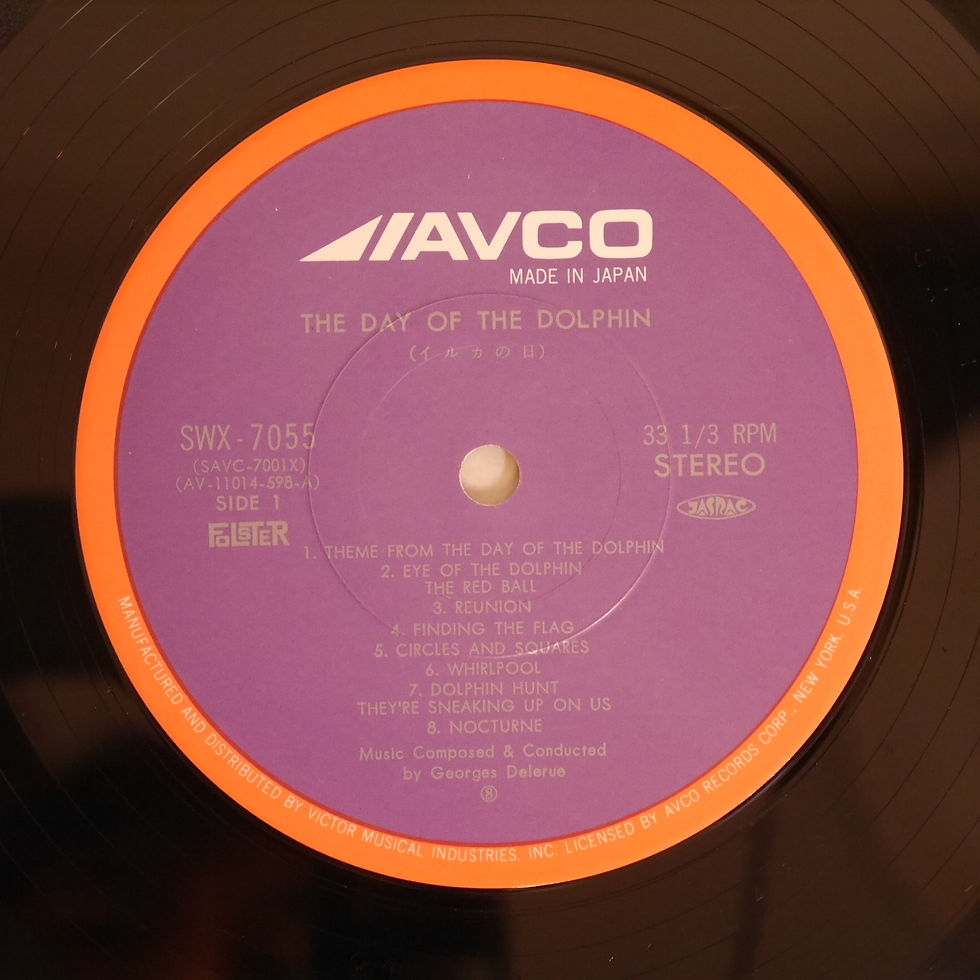 AVCO
MADE IN JAPAN
THE DAY OF THE DOLPHIN
(イルカの日)
SWX-7055
(SAVC-7001X)
(AV-11014-598-A)
SIDE 1
FOLSTER
33 1/3 RPM
STEREO
JASRAC
1. THEME FROM THE DAY OF THE DOLPHIN
2. EYE OF THE DOLPHIN
THE RED BALL
3. REUNION
4. FINDING THE FLAG
5. CIRCLES AND SQUARES
6. WHIRLPOOL
7. DOLPHIN HUNT
THEY'RE SNEAKING UP ON US
8. NOCTURNE
Music Composed & Conducted
by Georges Delerue
⑧
MANUFACTURED AND DISTRIBUTED BY VICTOR MUSICAL INDUSTRIES, INC. LICENSED BY AVCO RECORDS CORP., NEW YORK, U.S.A.